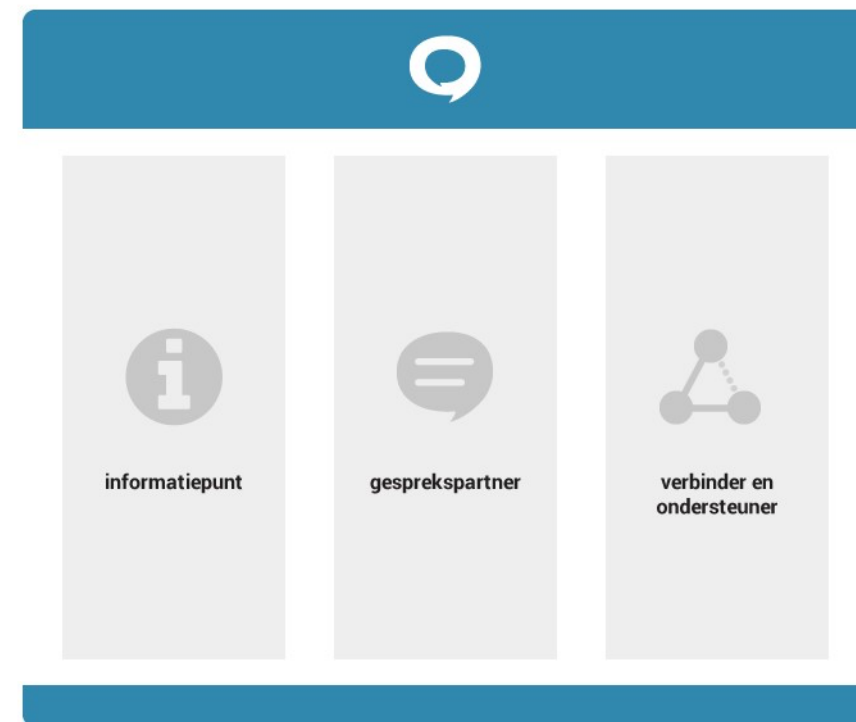 informatiepunt
gesprekspartner
verbinder en
ondersteuner